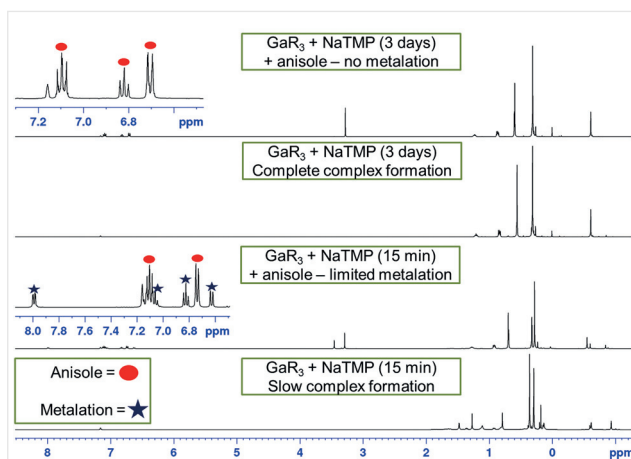 GaR₃ + NaTMP (3 days)
+ anisole – no metalation
7.2 7.0 6.8 ppm
GaR₃ + NaTMP (3 days)
Complete complex formation
GaR₃ + NaTMP (15 min)
+ anisole – limited metalation
8.0 7.8 7.6 7.4 7.2 7.0 6.8 ppm
GaR₃ + NaTMP (15 min)
Slow complex formation
Anisole =
Metalation =
8 7 6 5 4 3 2 1 0 ppm